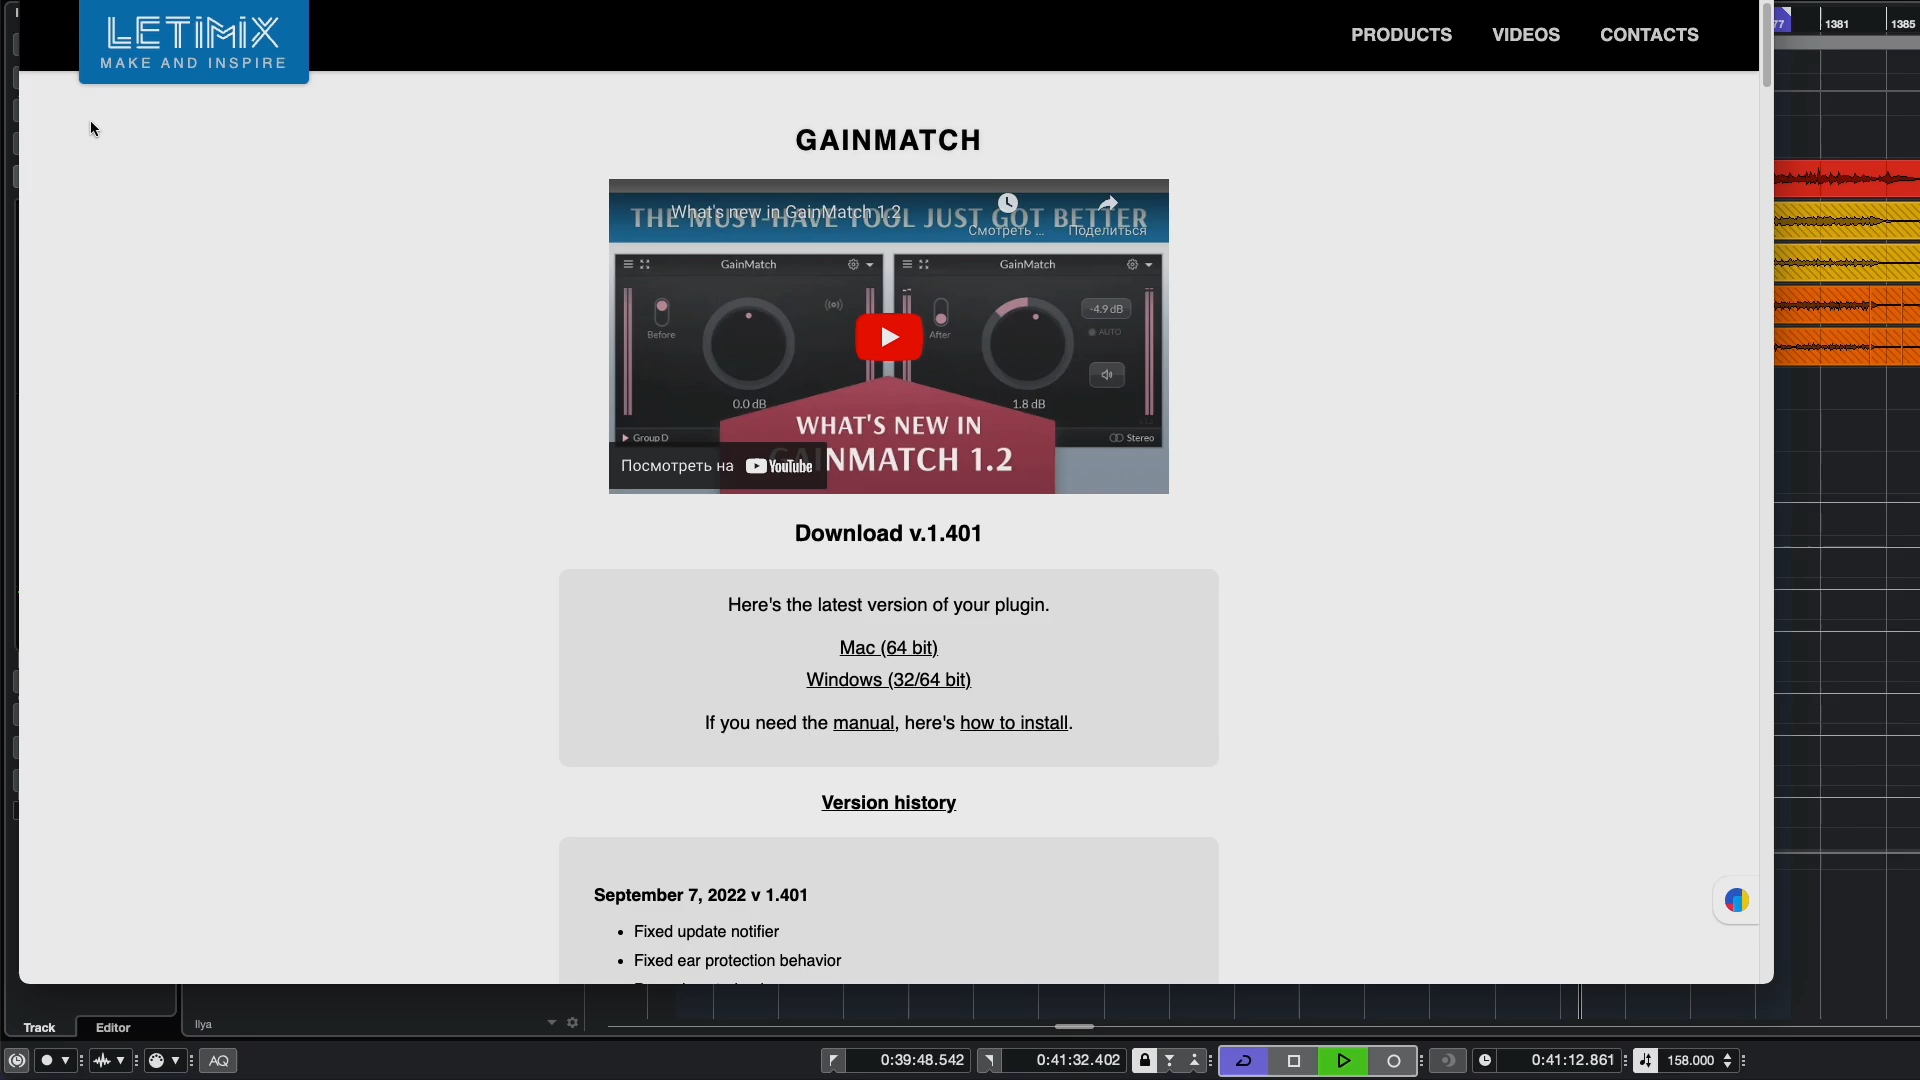 LETIMIX
MAKE AND INSPIRE
PRODUCTS
VIDEOS
CONTACTS
77
1381
1385
GAINMATCH
THE MUST-HAVE TOOL JUST GOT BETTER
What's new in GainMatch 1.2
Смотреть ...
Поделиться
GainMatch
GainMatch
Before
After
-4.9 dB
AUTO
0.0 dB
1.8 dB
Group D
Stereo
WHAT'S NEW IN
GAINMATCH 1.2
Посмотреть на YouTube
Download v.1.401
Here's the latest version of your plugin.
Mac (64 bit)
Windows (32/64 bit)
If you need the manual, here's how to install.
Version history
September 7, 2022 v 1.401
• Fixed update notifier
• Fixed ear protection behavior
Track
Editor
Ilya
AQ
0:39:48.542
0:41:32.402
0:41:12.861
158.000